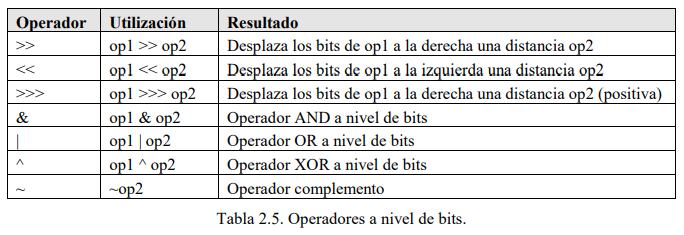 Operador Utilización Resultado
>> op1 >> op2 Desplaza los bits de op1 a la derecha una distancia op2
<< op1 << op2 Desplaza los bits de op1 a la izquierda una distancia op2
>>> op1 >>> op2 Desplaza los bits de op1 a la derecha una distancia op2 (positiva)
& op1 & op2 Operador AND a nivel de bits
| op1 | op2 Operador OR a nivel de bits
^ op1 ^ op2 Operador XOR a nivel de bits
~ ~op2 Operador complemento
Tabla 2.5. Operadores a nivel de bits.